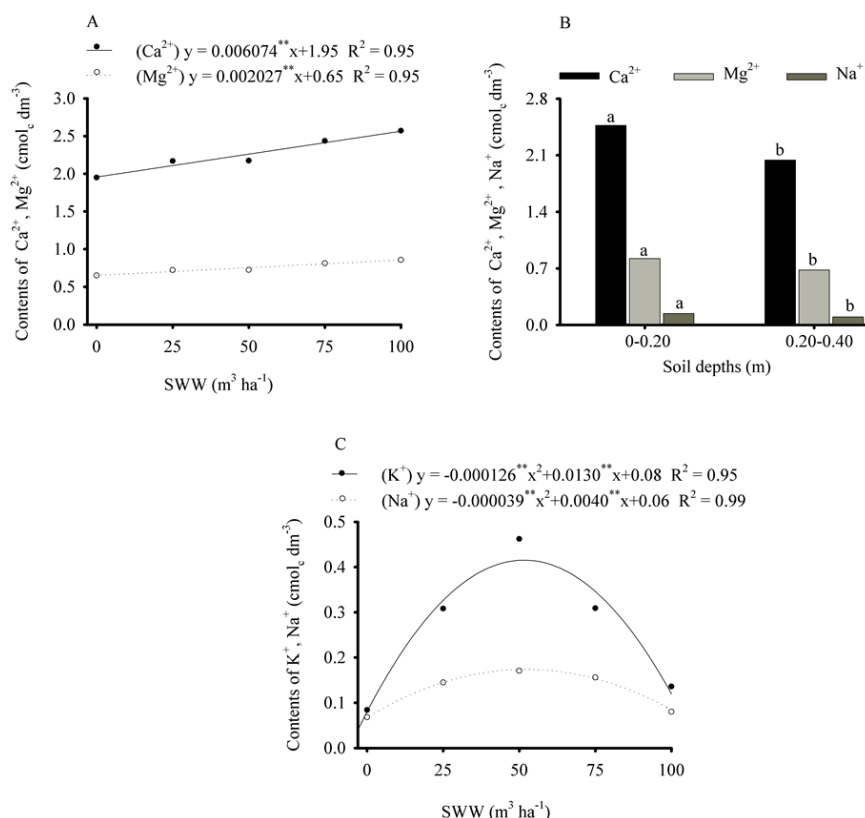 A
(Ca²⁺) y = 0.006074**x+1.95 R² = 0.95
(Mg²⁺) y = 0.002027**x+0.65 R² = 0.95
Contents of Ca²⁺, Mg²⁺ (cmol_c dm⁻³)
3.0
2.5
2.0
1.5
1.0
0.5
0.0
0 25 50 75 100
SWW (m³ ha⁻¹)
B
Ca²⁺ Mg²⁺ Na⁺
Contents of Ca²⁺, Mg²⁺, Na⁺ (cmol_c dm⁻³)
2.8
2.1
1.4
0.7
0.0
a
a
a
b
b
b
0-0.20 0.20-0.40
Soil depths (m)
C
(K⁺) y = -0.000126**x²+0.0130**x+0.08 R² = 0.95
(Na⁺) y = -0.000039**x²+0.0040**x+0.06 R² = 0.99
Contents of K⁺, Na⁺ (cmol_c dm⁻³)
0.5
0.4
0.3
0.2
0.1
0.0
0 25 50 75 100
SWW (m³ ha⁻¹)